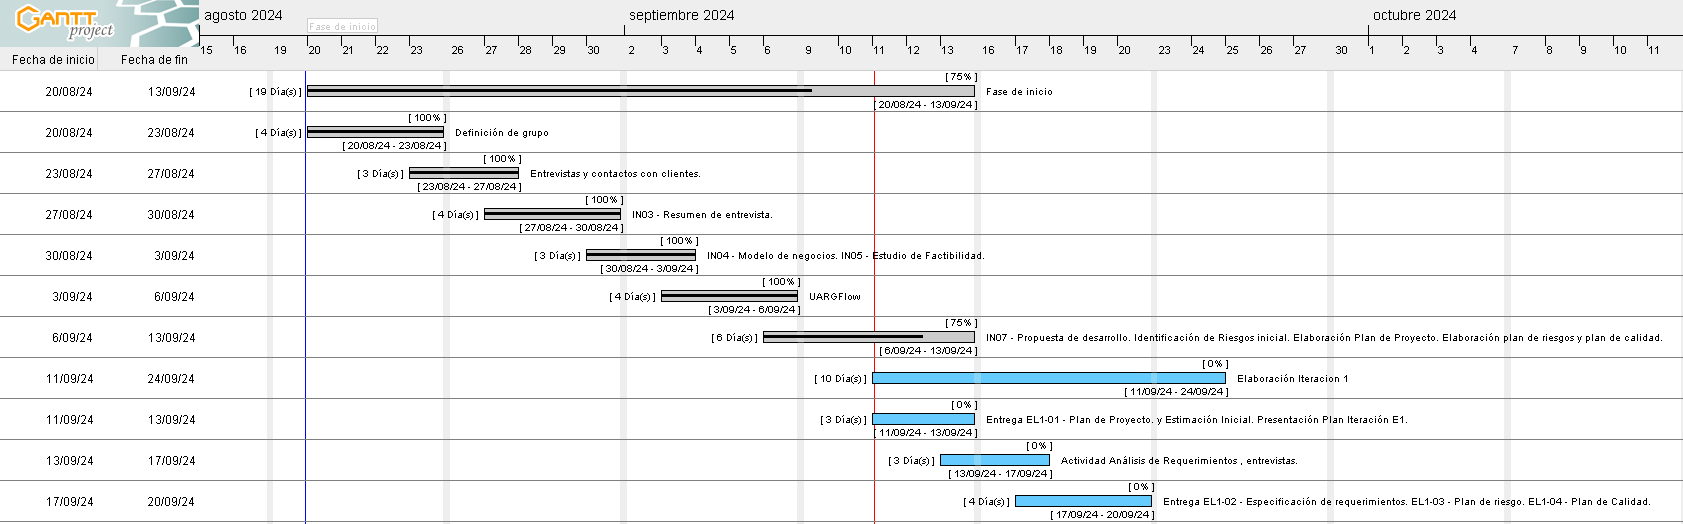 GANTT
project
agosto 2024
septiembre 2024
octubre 2024
Fase de inicio
15 16 19 20 21 22 23 26 27 28 29 30 2 3 4 5 6 9 10 11 12 13 16 17 18 19 20 23 24 25 26 27 30 1 2 3 4 7 8 9 10 11
Fecha de inicio Fecha de fin
[ 75% ]
20/08/24 13/09/24 [ 19 Día(s) ] Fase de inicio
[ 20/08/24 - 13/09/24 ]
[ 100% ]
20/08/24 23/08/24 [ 4 Día(s) ] Definición de grupo
[ 20/08/24 - 23/08/24 ]
[ 100% ]
23/08/24 27/08/24 [ 3 Día(s) ] Entrevistas y contactos con clientes.
[ 23/08/24 - 27/08/24 ]
[ 100% ]
27/08/24 30/08/24 [ 4 Día(s) ] IN03 - Resumen de entrevista.
[ 27/08/24 - 30/08/24 ]
[ 100% ]
30/08/24 3/09/24 [ 3 Día(s) ] IN04 - Modelo de negocios. IN05 - Estudio de Factibilidad.
[ 30/08/24 - 3/09/24 ]
[ 100% ]
3/09/24 6/09/24 [ 4 Día(s) ] UARGFlow
[ 3/09/24 - 6/09/24 ]
[ 75% ]
6/09/24 13/09/24 [ 6 Día(s) ] IN07 - Propuesta de desarrollo. Identificación de Riesgos inicial. Elaboración Plan de Proyecto. Elaboración plan de riesgos y plan de calidad.
[ 6/09/24 - 13/09/24 ]
[ 0% ]
11/09/24 24/09/24 [ 10 Día(s) ] Elaboración Iteracion 1
[ 11/09/24 - 24/09/24 ]
[ 0% ]
11/09/24 13/09/24 [ 3 Día(s) ] Entrega EL1-01 - Plan de Proyecto. y Estimación Inicial. Presentación Plan Iteración E1.
[ 11/09/24 - 13/09/24 ]
[ 0% ]
13/09/24 17/09/24 [ 3 Día(s) ] Actividad Análisis de Requerimientos , entrevistas.
[ 13/09/24 - 17/09/24 ]
[ 0% ]
17/09/24 20/09/24 [ 4 Día(s) ] Entrega EL1-02 - Especificación de requerimientos. EL1-03 - Plan de riesgo. EL1-04 - Plan de Calidad.
[ 17/09/24 - 20/09/24 ]